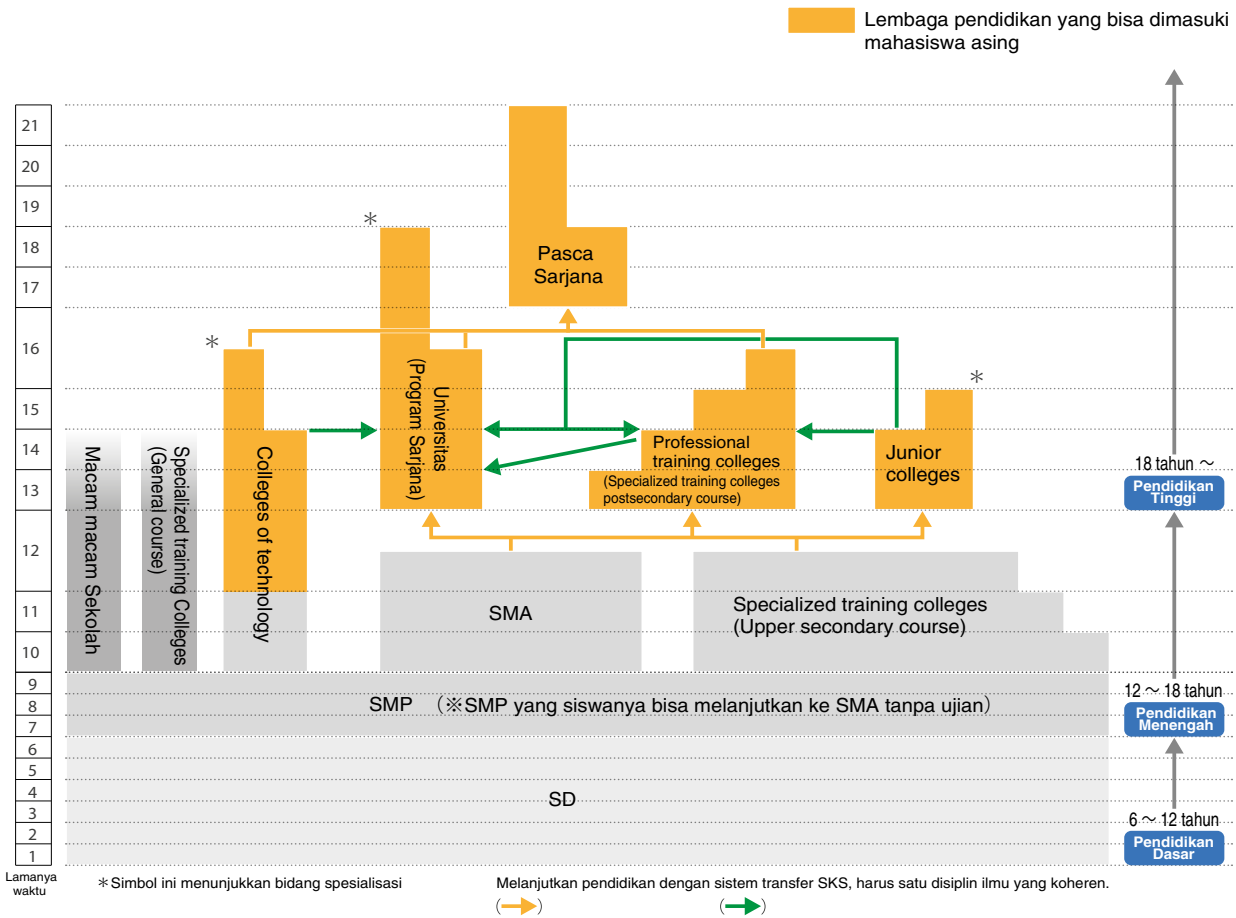 Lembaga pendidikan yang bisa dimasuki
mahasiswa asing
21
20
19
18
17
16
15
14
13
12
11
10
9
8
7
6
5
4
3
2
1
Lamanya
waktu
Macam macam Sekolah
Specialized training Colleges
(General course)
*
Colleges of technology
*
Universitas
(Program Sarjana)
Pasca
Sarjana
Professional
training colleges
(Specialized training colleges
postsecondary course)
*
Junior
colleges
SMA
Specialized training colleges
(Upper secondary course)
SMP (※SMP yang siswanya bisa melanjutkan ke SMA tanpa ujian)
SD
18 tahun ~
Pendidikan
Tinggi
12 ~ 18 tahun
Pendidikan
Menengah
6 ~ 12 tahun
Pendidikan
Dasar
*Simbol ini menunjukkan bidang spesialisasi
Melanjutkan pendidikan dengan sistem transfer SKS, harus satu disiplin ilmu yang koheren.
(→) (→)